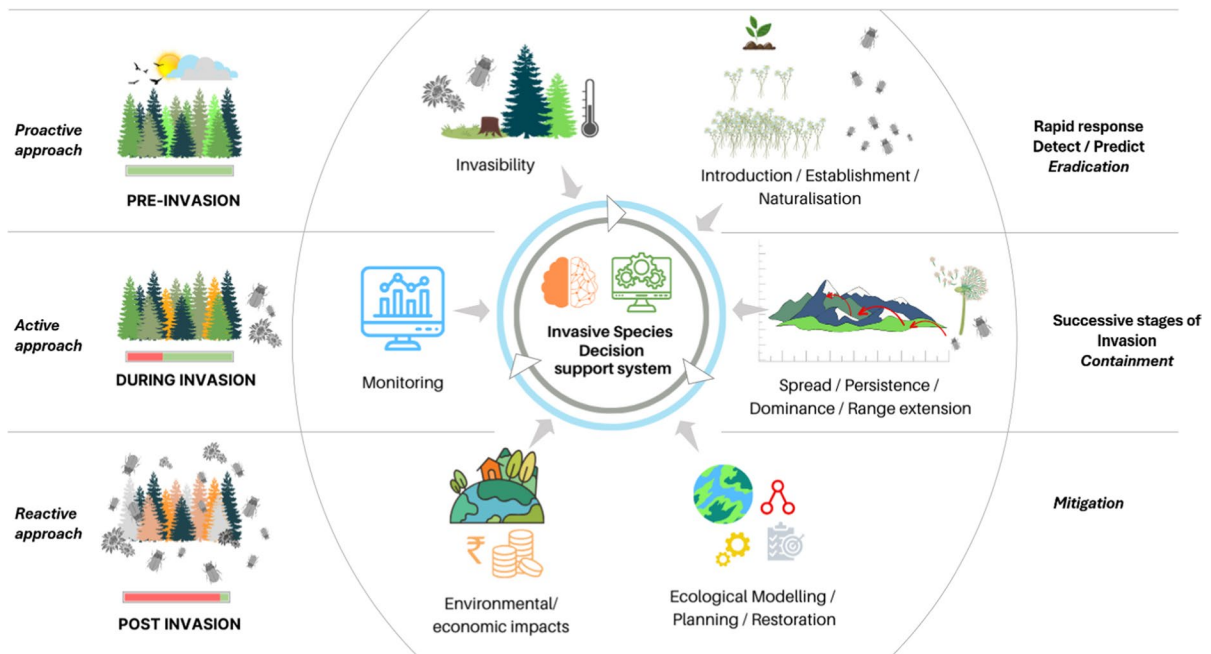 Proactive
approach
PRE-INVASION
Invasibility
Introduction / Establishment /
Naturalisation
Rapid response
Detect / Predict
Eradication
Active
approach
DURING INVASION
Monitoring
Invasive Species
Decision
support system
Spread / Persistence /
Dominance / Range extension
Successive stages of
Invasion
Containment
Reactive
approach
POST INVASION
₹
Environmental/
economic impacts
Ecological Modelling /
Planning / Restoration
Mitigation